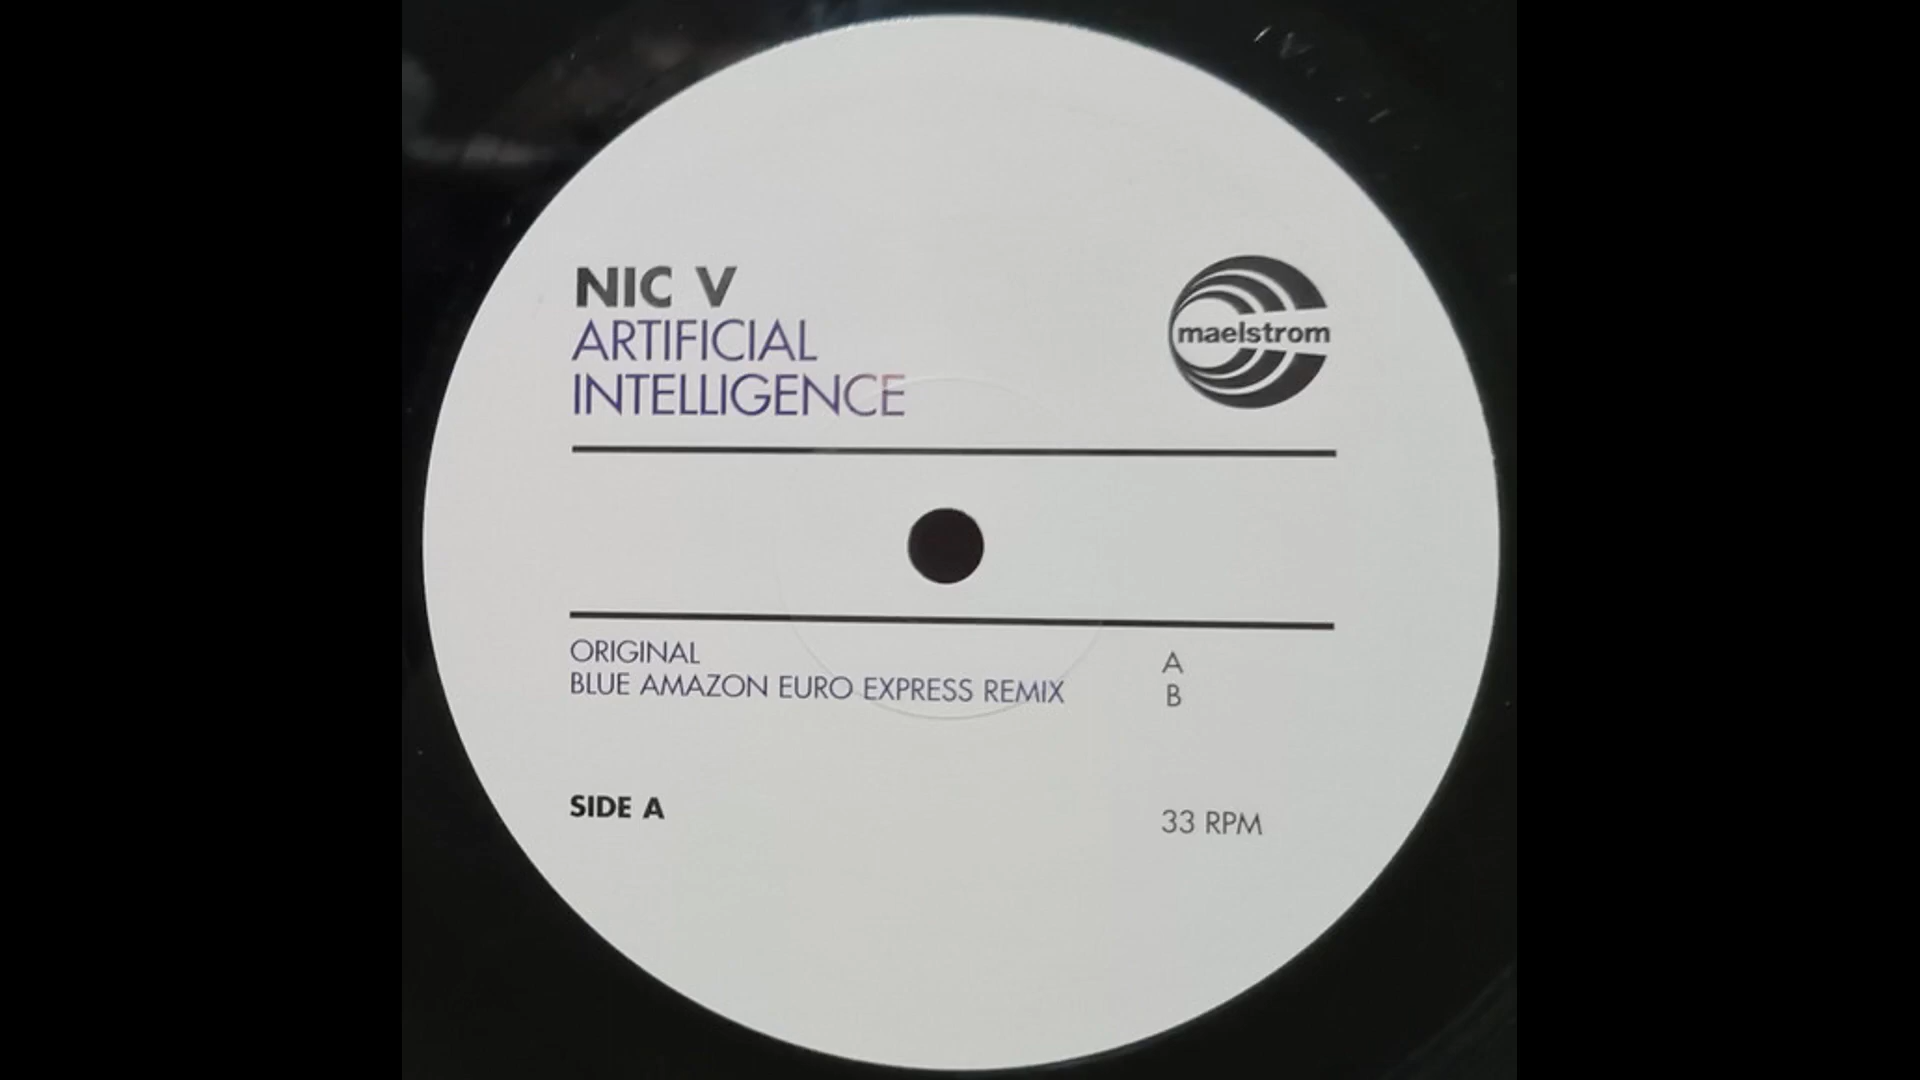 NIC V
ARTIFICIAL
INTELLIGENCE
maelstrom
ORIGINAL A
BLUE AMAZON EURO EXPRESS REMIX B
SIDE A 33 RPM